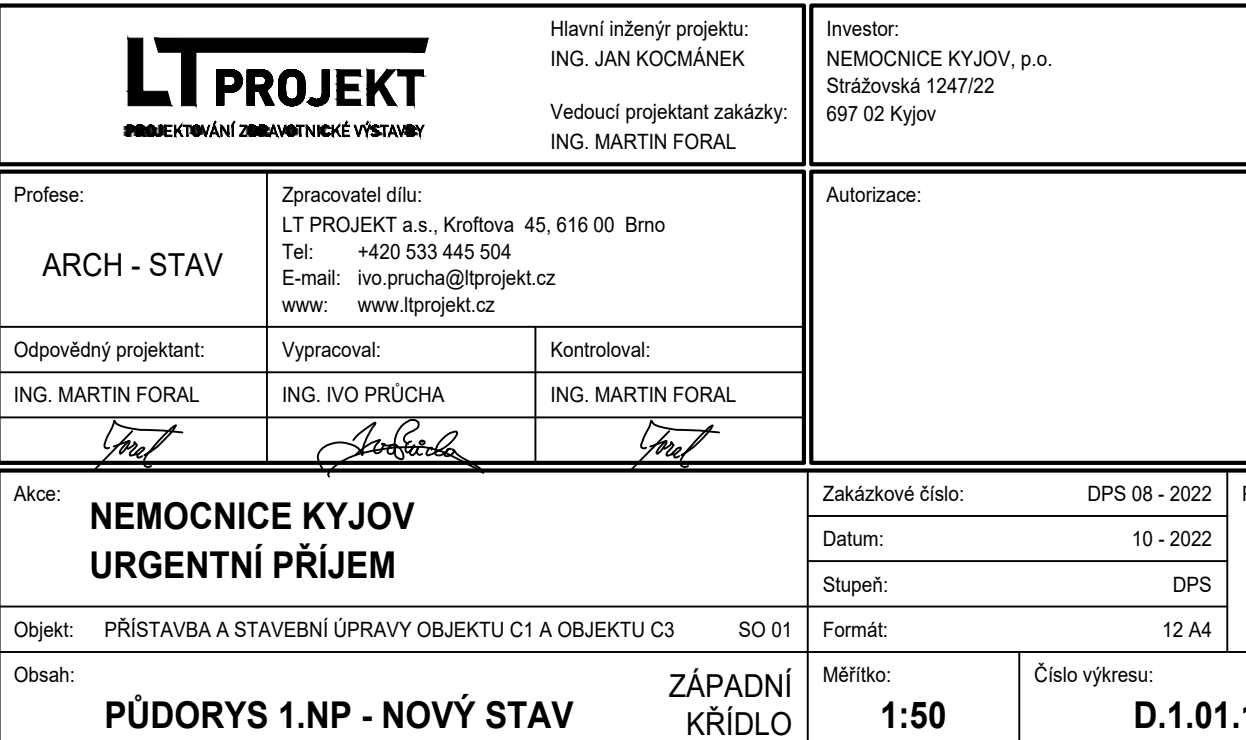 LT PROJEKT
PROJEKTOVÁNÍ ZDRAVOTNICKÉ VÝSTAVBY
Hlavní inženýr projektu:
ING. JAN KOCMÁNEK
Vedoucí projektant zakázky:
ING. MARTIN FORAL
Investor:
NEMOCNICE KYJOV, p.o.
Strážovská 1247/22
697 02 Kyjov
Profese:
ARCH - STAV
Zpracovatel dílu:
LT PROJEKT a.s., Kroftova 45, 616 00 Brno
Tel: +420 533 445 504
E-mail: ivo.prucha@ltprojekt.cz
www: www.ltprojekt.cz
Autorizace:
Odpovědný projektant:
ING. MARTIN FORAL
Vypracoval:
ING. IVO PRŮCHA
Kontroloval:
ING. MARTIN FORAL
Akce:
NEMOCNICE KYJOV
URGENTNÍ PŘÍJEM
Zakázkové číslo: DPS 08 - 2022
Datum: 10 - 2022
Stupeň: DPS
Objekt: PŘÍSTAVBA A STAVEBNÍ ÚPRAVY OBJEKTU C1 A OBJEKTU C3 SO 01
Formát: 12 A4
Obsah:
PŮDORYS 1.NP - NOVÝ STAV
ZÁPADNÍ
KŘÍDLO
Měřítko:
1:50
Číslo výkresu:
D.1.01.